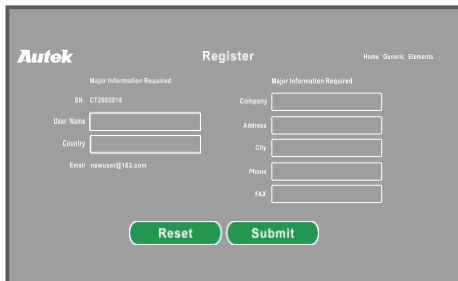 Autek
Register
Home Generic Elements
Major Information Required
SN. CT2002016
User Name
Country
Email newuser@163.com
Major Information Required
Company
Address
City
Phone
FAX
Reset
Submit